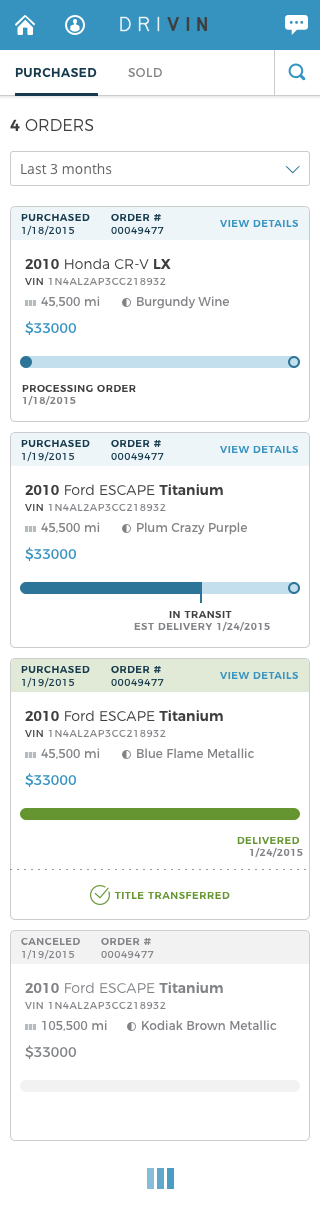 DRIVIN
PURCHASED SOLD
4 ORDERS
Last 3 months
PURCHASED ORDER # VIEW DETAILS
1/18/2015 00049477
2010 Honda CR-V LX
VIN 1N4AL2AP3CC218932
45,500 mi Burgundy Wine
$33000
PROCESSING ORDER
1/18/2015
PURCHASED ORDER # VIEW DETAILS
1/19/2015 00049477
2010 Ford ESCAPE Titanium
VIN 1N4AL2AP3CC218932
45,500 mi Plum Crazy Purple
$33000
IN TRANSIT
EST DELIVERY 1/24/2015
PURCHASED ORDER # VIEW DETAILS
1/19/2015 00049477
2010 Ford ESCAPE Titanium
VIN 1N4AL2AP3CC218932
45,500 mi Blue Flame Metallic
$33000
DELIVERED
1/24/2015
TITLE TRANSFERRED
CANCELED ORDER #
1/19/2015 00049477
2010 Ford ESCAPE Titanium
VIN 1N4AL2AP3CC218932
105,500 mi Kodiak Brown Metallic
$33000